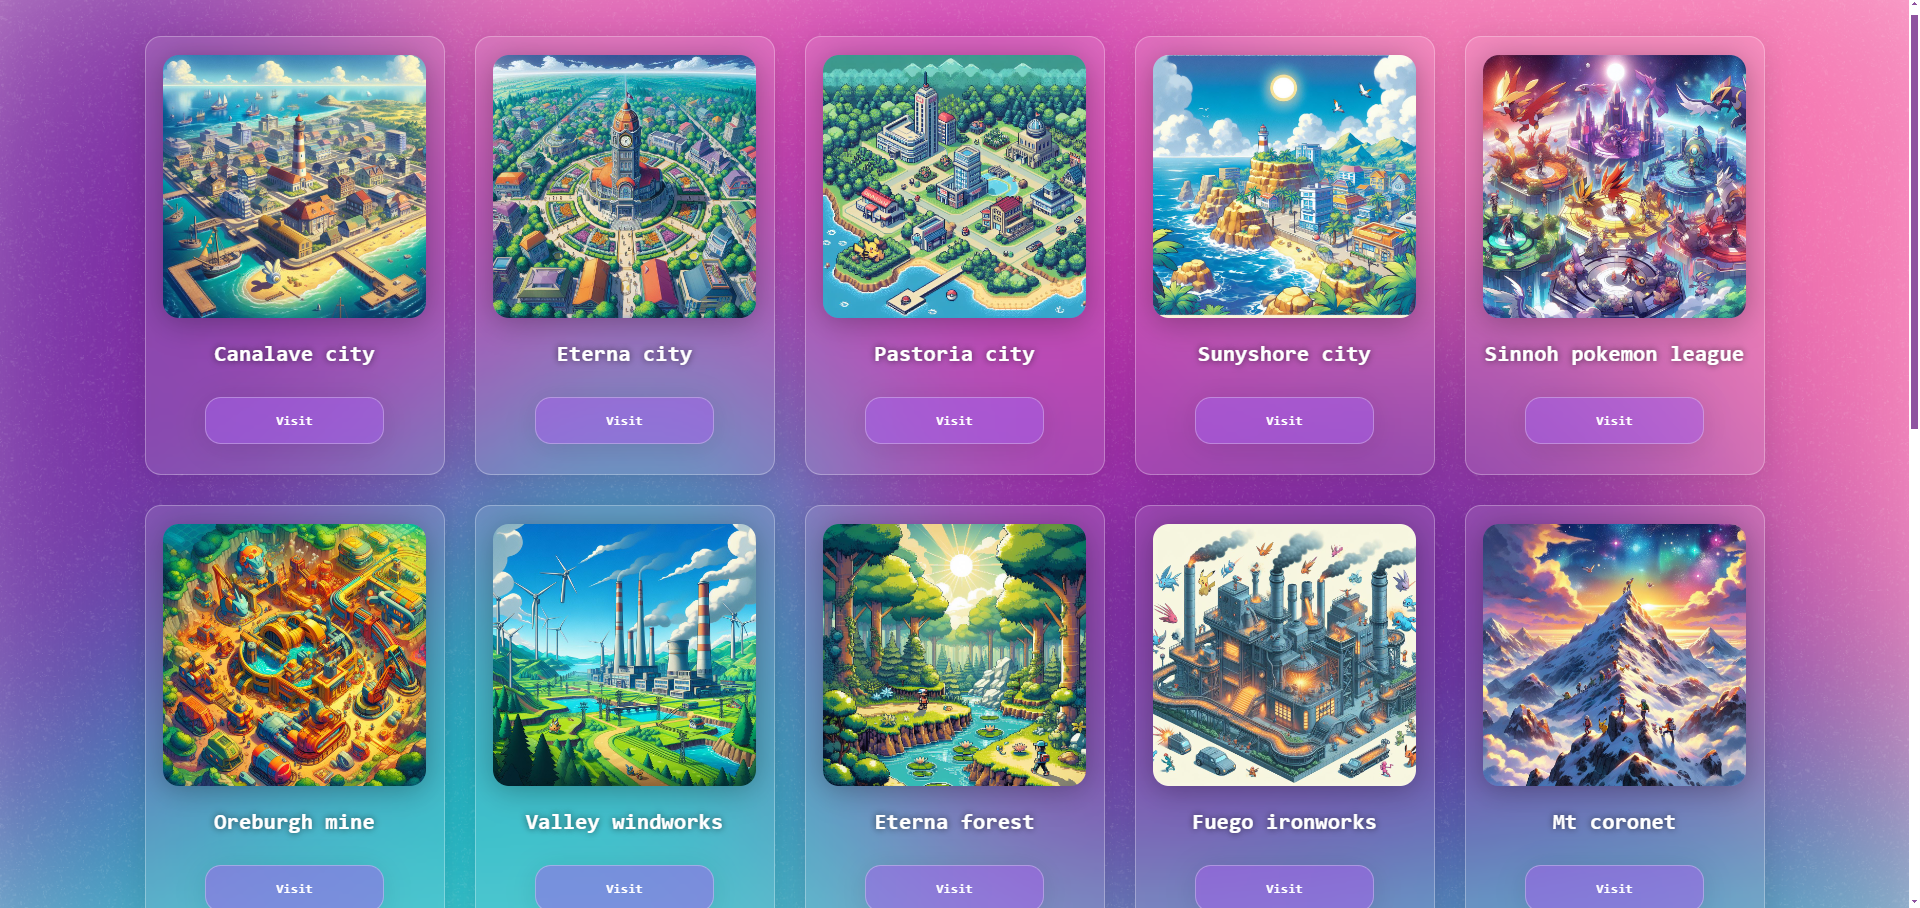 Canalave city
Eterna city
Pastoria city
Sunyshore city
Sinnoh pokemon league
Visit
Visit
Visit
Visit
Visit
Oreburgh mine
Valley windworks
Eterna forest
Fuego ironworks
Mt coronet
Visit
Visit
Visit
Visit
Visit